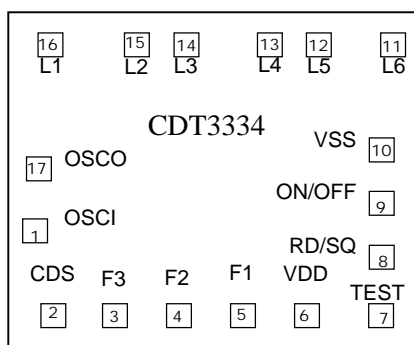 16 15 14 13 12 11
L1 L2 L3 L4 L5 L6
CDT3334
VSS
10
OSCO
17
ON/OFF
9
OSCI
1
RD/SQ
8
CDS F3 F2 F1 VDD TEST
2 3 4 5 6 7